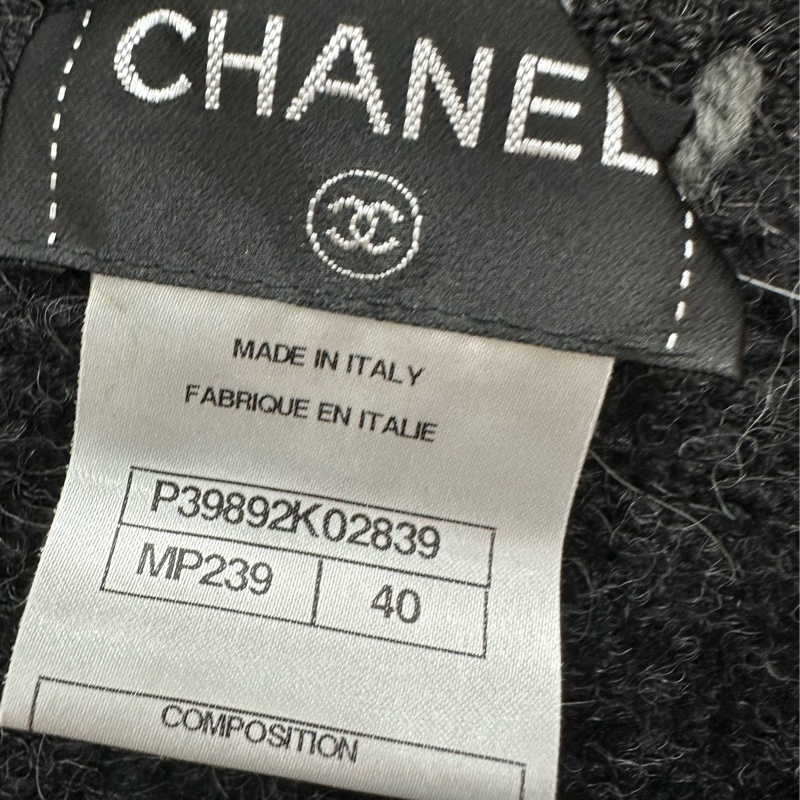 CHANEL
MADE IN ITALY
FABRIQUE EN ITALIE
P39892K02839
MP239 40
COMPOSITION